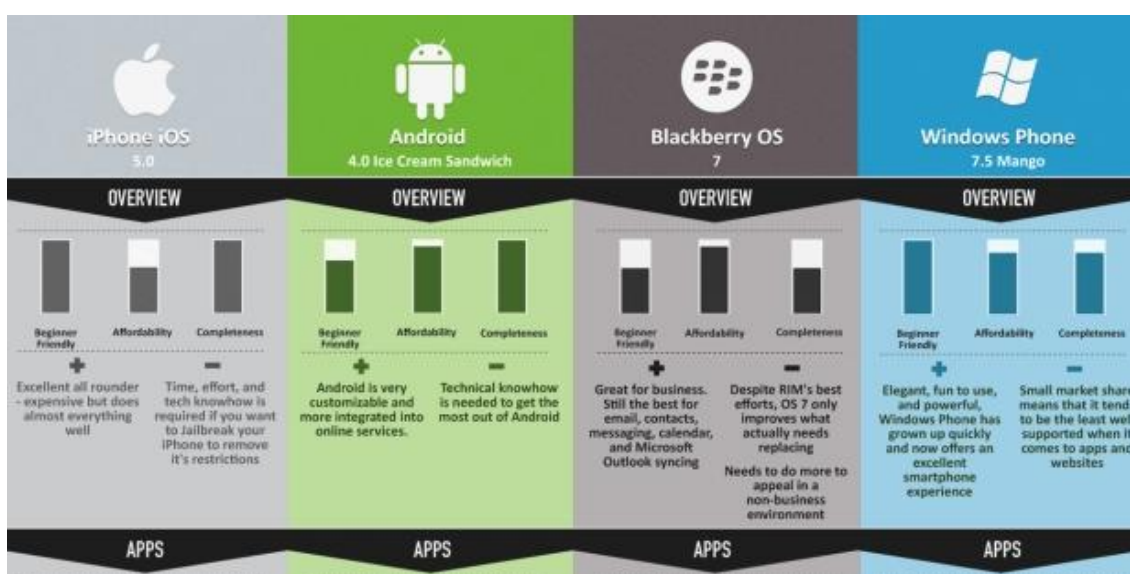 iPhone iOS
5.0
OVERVIEW
Beginner
Friendly
Affordability
Completeness
+
Excellent all rounder
- expensive but does
almost everything
well
–
Time, effort, and
tech knowhow is
required if you want
to Jailbreak your
iPhone to remove
it's restrictions
APPS
Android
4.0 Ice Cream Sandwich
OVERVIEW
Beginner
Friendly
Affordability
Completeness
+
Android is very
customizable and
more integrated into
online services.
–
Technical knowhow
is needed to get the
most out of Android
APPS
Blackberry OS
7
OVERVIEW
Beginner
Friendly
Affordability
Completeness
+
Great for business.
Still the best for
email, contacts,
messaging, calendar,
and Microsoft
Outlook syncing
–
Despite RIM's best
efforts, OS 7 only
improves what
actually needs
replacing
Needs to do more to
appeal in a
non-business
environment
APPS
Windows Phone
7.5 Mango
OVERVIEW
Beginner
Friendly
Affordability
Completeness
+
Elegant, fun to use,
and powerful,
Windows Phone has
grown up quickly
and now offers an
excellent
smartphone
experience
–
Small market share
means that it tend
to be the least wel
supported when it
comes to apps and
websites
APPS